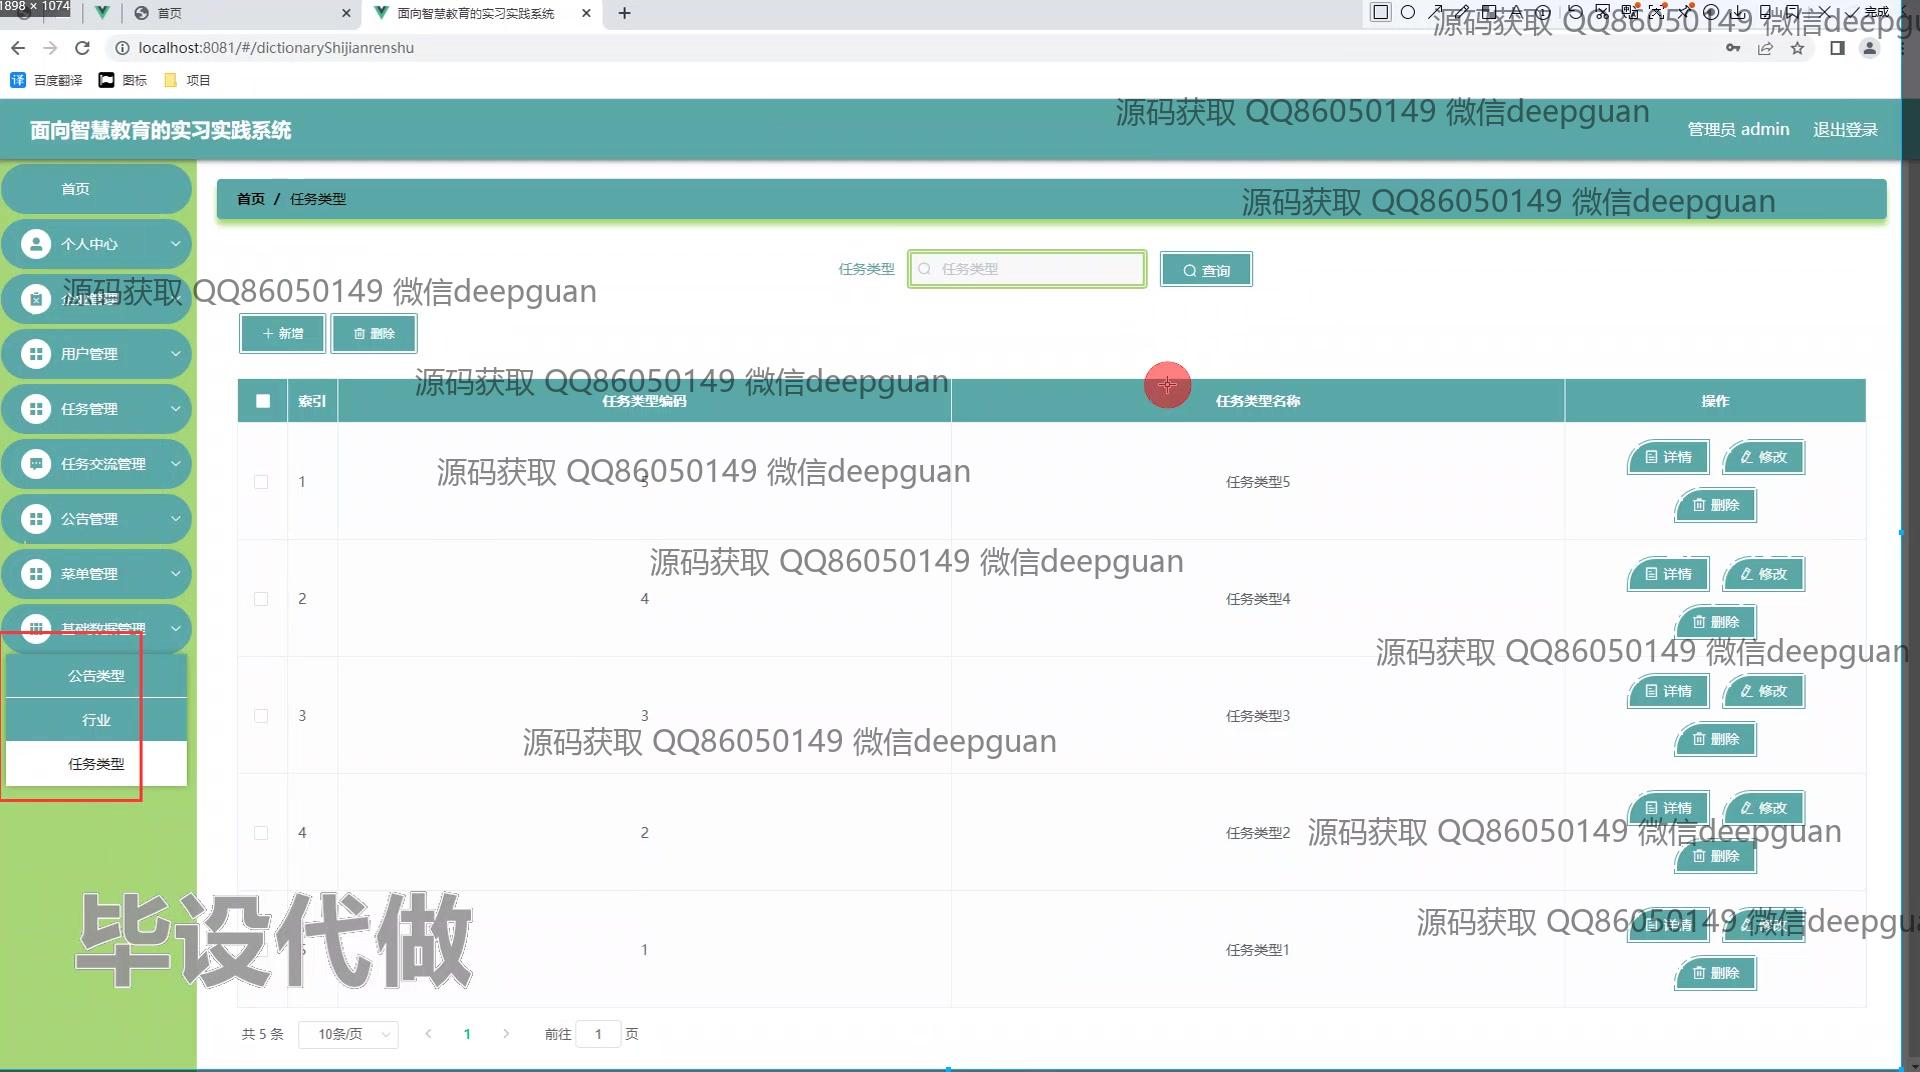 1898 × 1074
首页
面向智慧教育的实习实践系统
完成
源码获取 QQ86050149 微信deepgu
localhost:8081/#/dictionaryShijianrenshu
译 百度翻译 图标 项目
源码获取 QQ86050149 微信deepguan
面向智慧教育的实习实践系统
管理员 admin 退出登录
首页
首页 / 任务类型
源码获取 QQ86050149 微信deepguan
个人中心
任务类型 任务类型 查询
源码获取 QQ86050149 微信deepguan
新增 删除
用户管理
源码获取 QQ86050149 微信deepguan
索引 任务类型编码 任务类型名称 操作
任务管理
任务交流管理
源码获取 QQ86050149 微信deepguan
1 5 任务类型5 详情 修改
删除
公告管理
源码获取 QQ86050149 微信deepguan
菜单管理
2 4 任务类型4 详情 修改
删除
基础数据管理
源码获取 QQ86050149 微信deepguan
公告类型
行业
任务类型
3 3 任务类型3 详情 修改
删除
源码获取 QQ86050149 微信deepguan
4 2 任务类型2 详情 修改
源码获取 QQ86050149 微信deepguan
删除
毕设代做
源码获取 QQ86050149 微信deepgua
5 1 任务类型1 详情 修改
删除
共 5 条 10条/页 1 前往 1 页